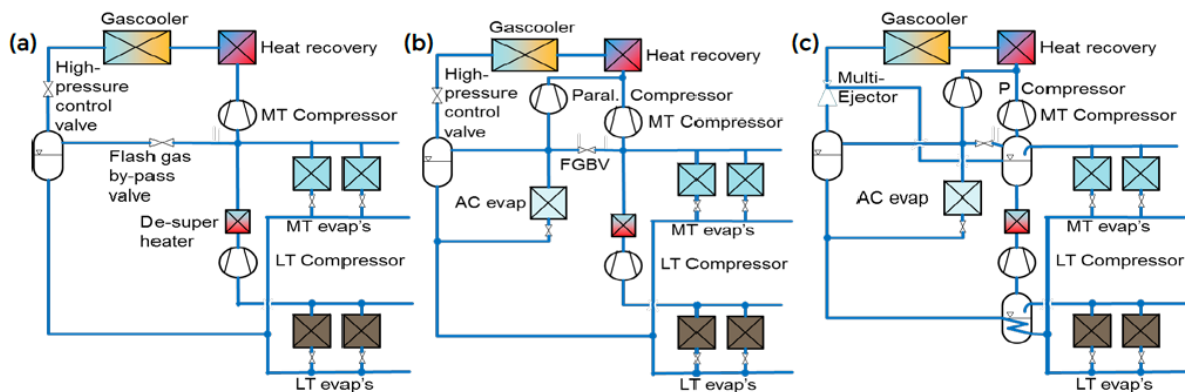 (a)
Gascooler
Heat recovery
High-
pressure
control
valve
MT Compressor
Flash gas
by-pass
valve
De-super
heater
MT evap's
LT Compressor
LT evap's
(b)
Gascooler
Heat recovery
High-
pressure
control
valve
Paral. Compressor
MT Compressor
FGBV
AC evap
MT evap's
LT Compressor
LT evap's
(c)
Gascooler
Heat recovery
Multi-
Ejector
P Compressor
MT Compressor
AC evap
MT evap's
LT Compressor
LT evap's